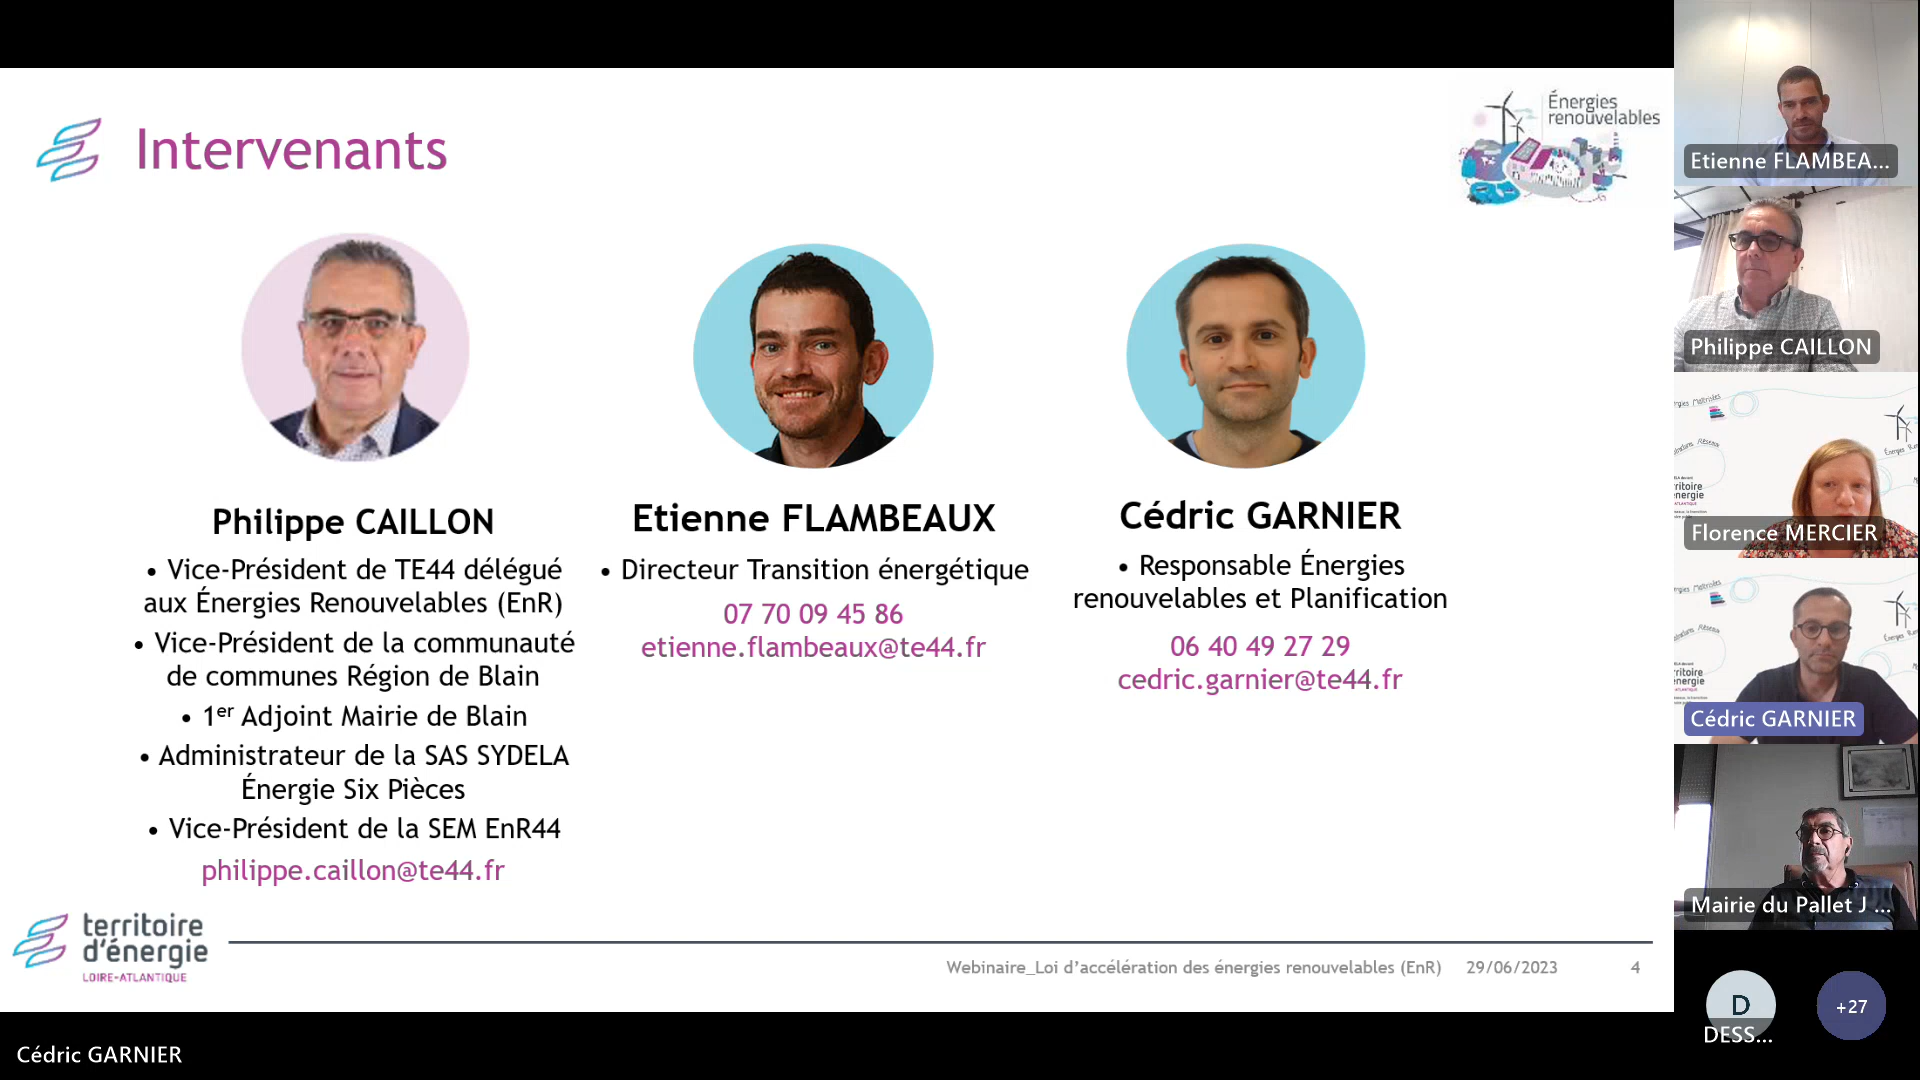 Intervenants
Énergies
renouvelables
Philippe CAILLON
• Vice-Président de TE44 délégué
aux Énergies Renouvelables (EnR)
• Vice-Président de la communauté
de communes Région de Blain
• 1er Adjoint Mairie de Blain
• Administrateur de la SAS SYDELA
Énergie Six Pièces
• Vice-Président de la SEM EnR44
philippe.caillon@te44.fr
Etienne FLAMBEAUX
• Directeur Transition énergétique
07 70 09 45 86
etienne.flambeaux@te44.fr
Cédric GARNIER
• Responsable Énergies
renouvelables et Planification
06 40 49 27 29
cedric.garnier@te44.fr
territoire
d'énergie
LOIRE-ATLANTIQUE
Webinaire_Loi d'accélération des énergies renouvelables (EnR) 29/06/2023 4
Cédric GARNIER
Etienne FLAMBEA...
Philippe CAILLON
Florence MERCIER
Cédric GARNIER
Mairie du Pallet J ...
D
DESS...
+27